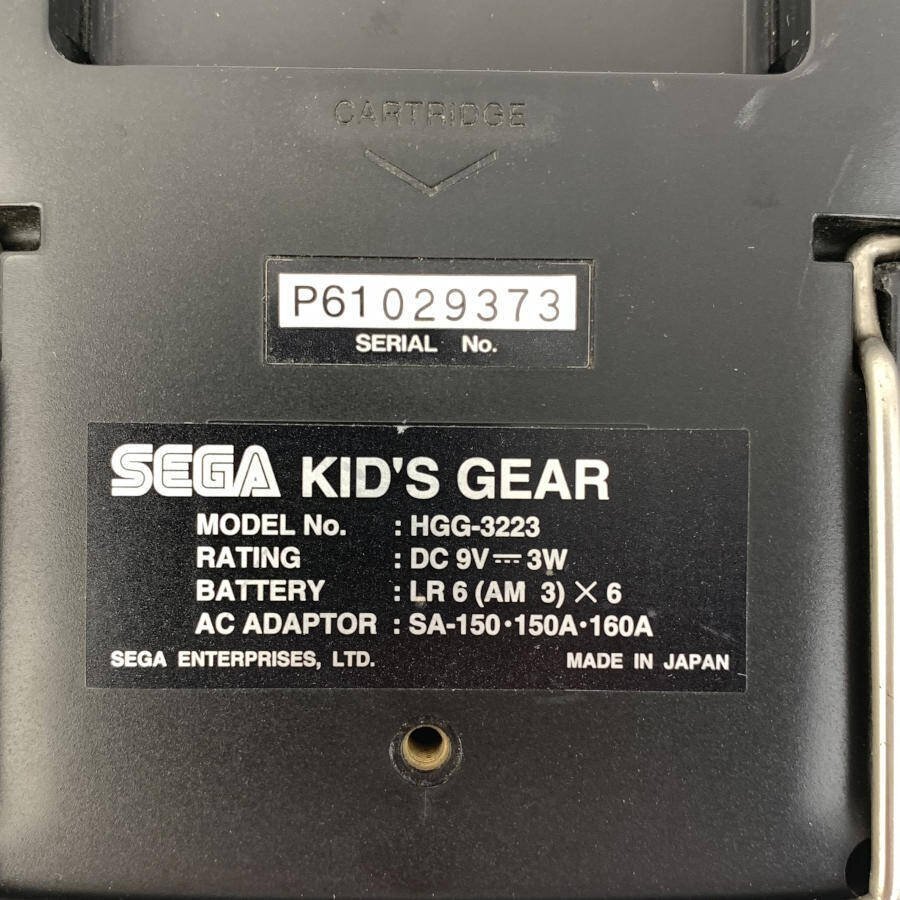 CARTRIDGE
P61029373
SERIAL No.
SEGA KID'S GEAR
MODEL No. : HGG-3223
RATING : DC 9V ⎓ 3W
BATTERY : LR 6 (AM 3) × 6
AC ADAPTOR : SA-150·150A·160A
SEGA ENTERPRISES, LTD. MADE IN JAPAN